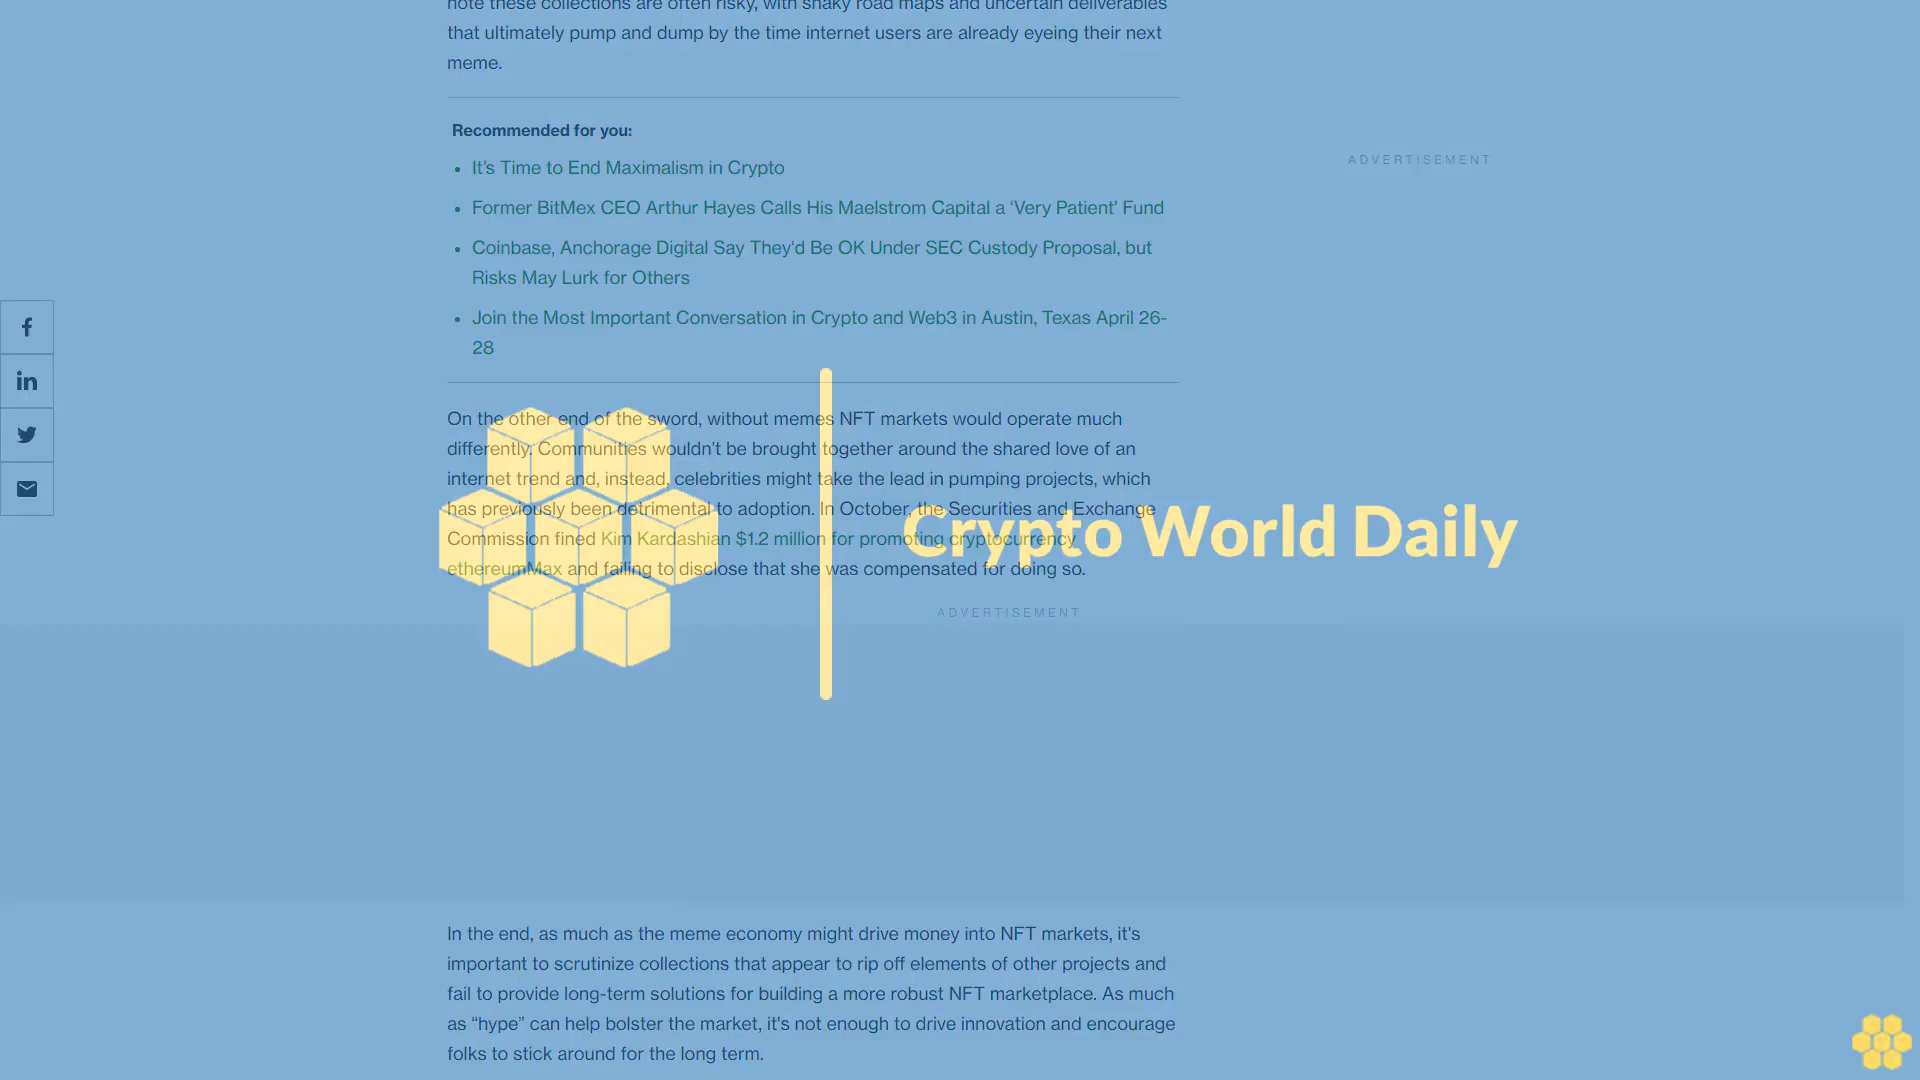 note these collections are often risky, with shaky road maps and uncertain deliverables
that ultimately pump and dump by the time internet users are already eyeing their next
meme.
Recommended for you:
• It’s Time to End Maximalism in Crypto
• Former BitMex CEO Arthur Hayes Calls His Maelstrom Capital a ‘Very Patient’ Fund
• Coinbase, Anchorage Digital Say They'd Be OK Under SEC Custody Proposal, but
Risks May Lurk for Others
• Join the Most Important Conversation in Crypto and Web3 in Austin, Texas April 26-
28
ADVERTISEMENT
On the other end of the sword, without memes NFT markets would operate much
differently. Communities wouldn’t be brought together around the shared love of an
internet trend and, instead, celebrities might take the lead in pumping projects, which
has previously been detrimental to adoption. In October, the Securities and Exchange
Commission fined Kim Kardashian $1.2 million for promoting cryptocurrency
ethereumMax and failing to disclose that she was compensated for doing so.
Crypto World Daily
ADVERTISEMENT
In the end, as much as the meme economy might drive money into NFT markets, it's
important to scrutinize collections that appear to rip off elements of other projects and
fail to provide long-term solutions for building a more robust NFT marketplace. As much
as “hype” can help bolster the market, it's not enough to drive innovation and encourage
folks to stick around for the long term.